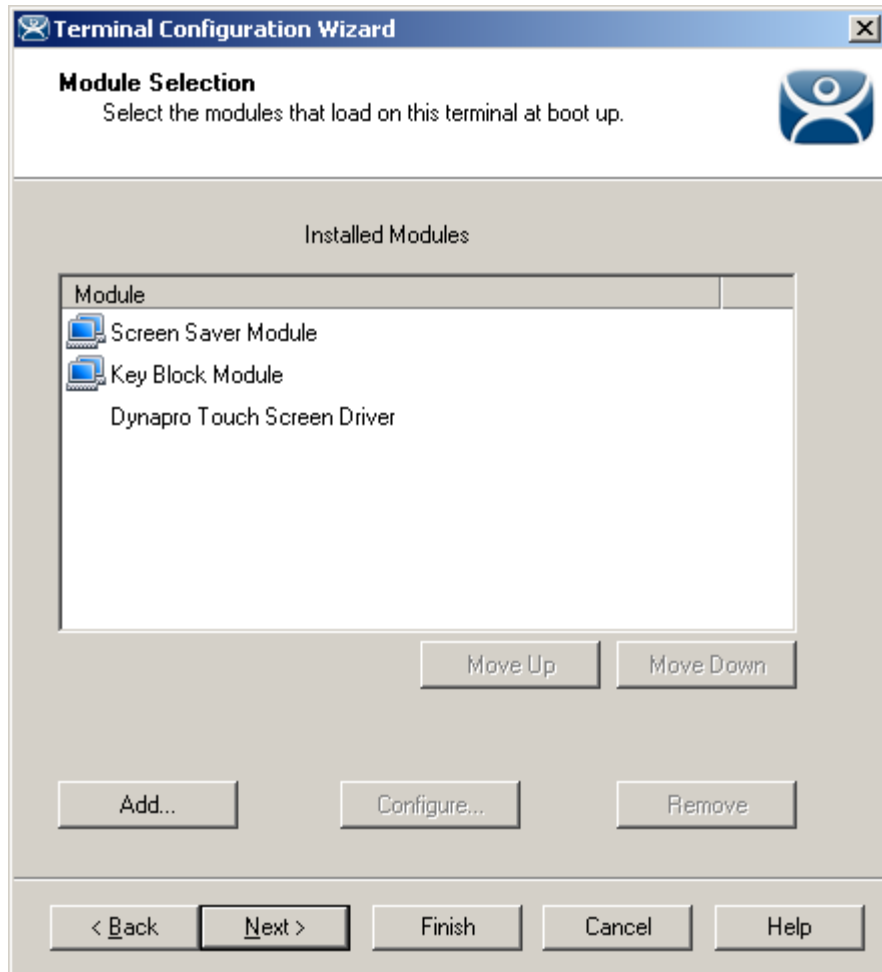 Terminal Configuration Wizard
Module Selection
Select the modules that load on this terminal at boot up.
Installed Modules
Module
Screen Saver Module
Key Block Module
Dynapro Touch Screen Driver
Move Up Move Down
Add... Configure... Remove
< Back Next > Finish Cancel Help